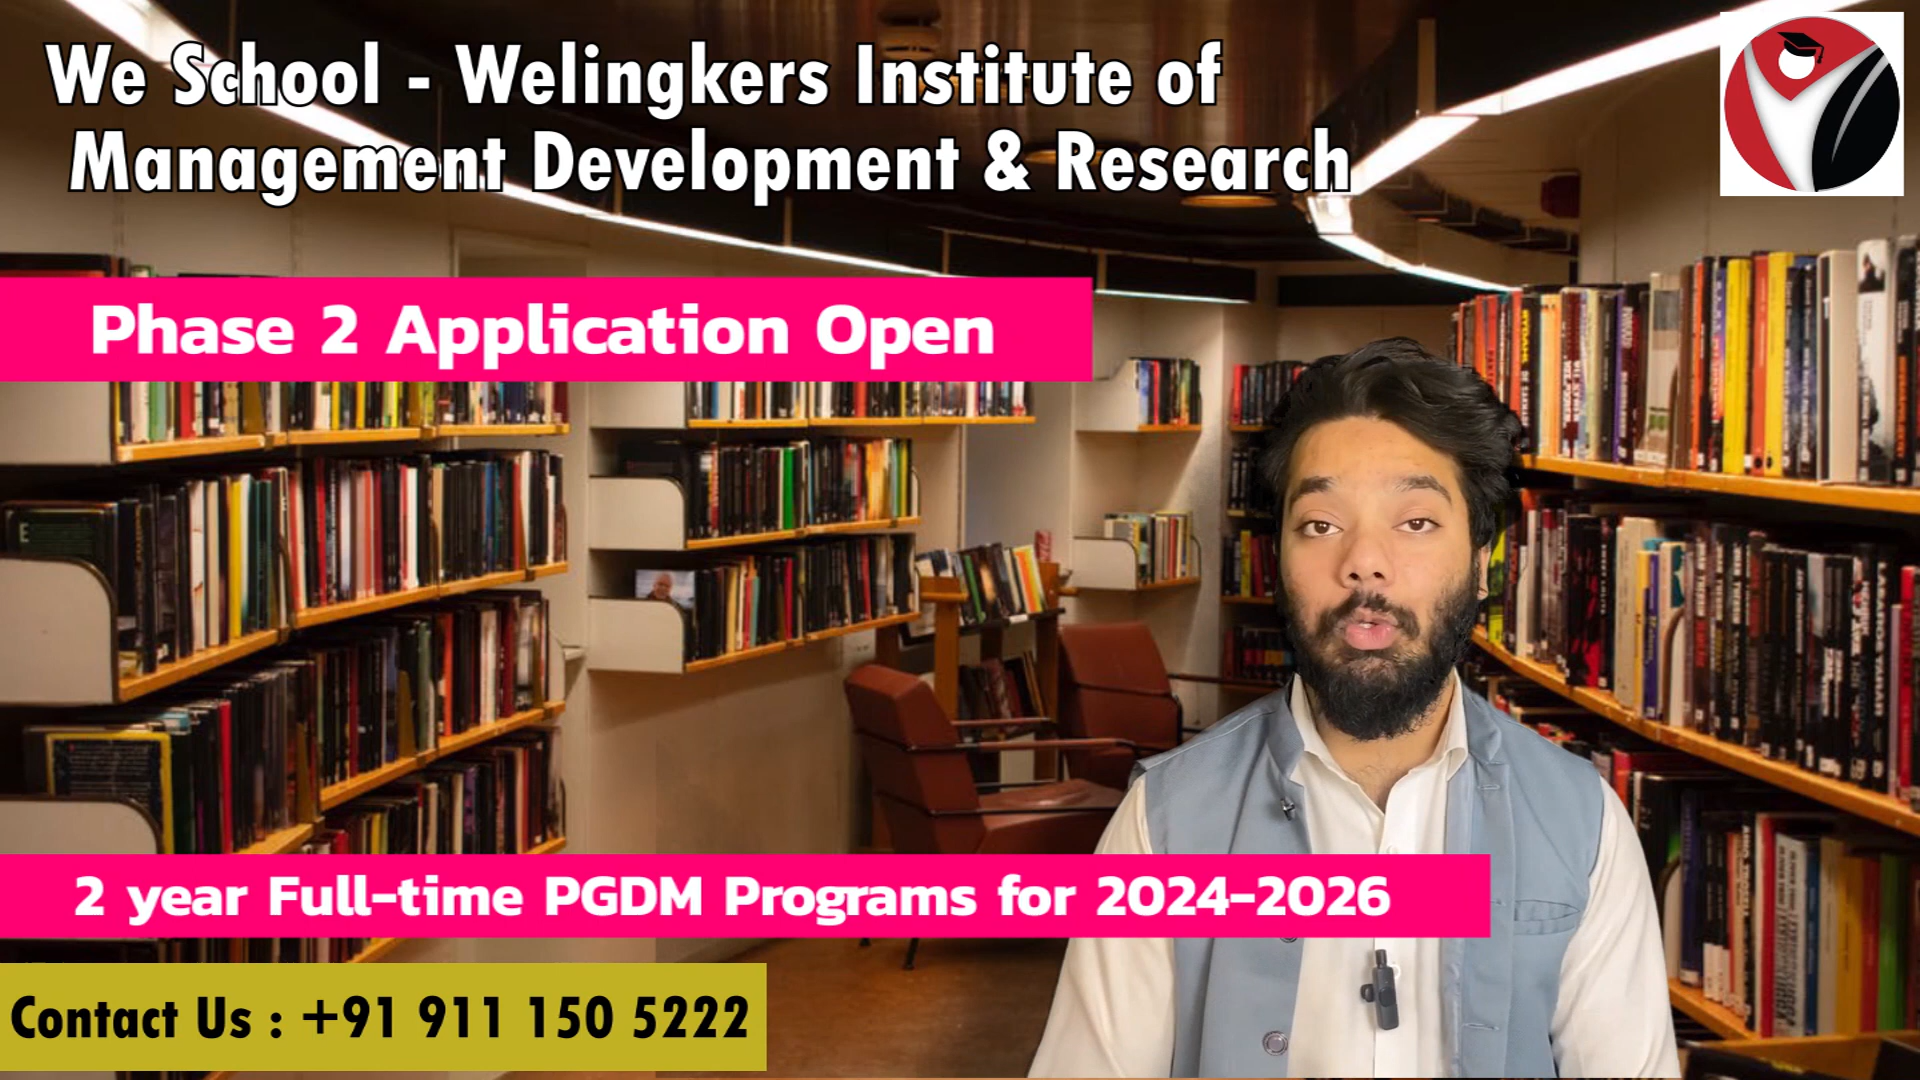 We School - Welingkers Institute of
Management Development & Research
Phase 2 Application Open
2 year Full-time PGDM Programs for 2024-2026
Contact Us : +91 911 150 5222